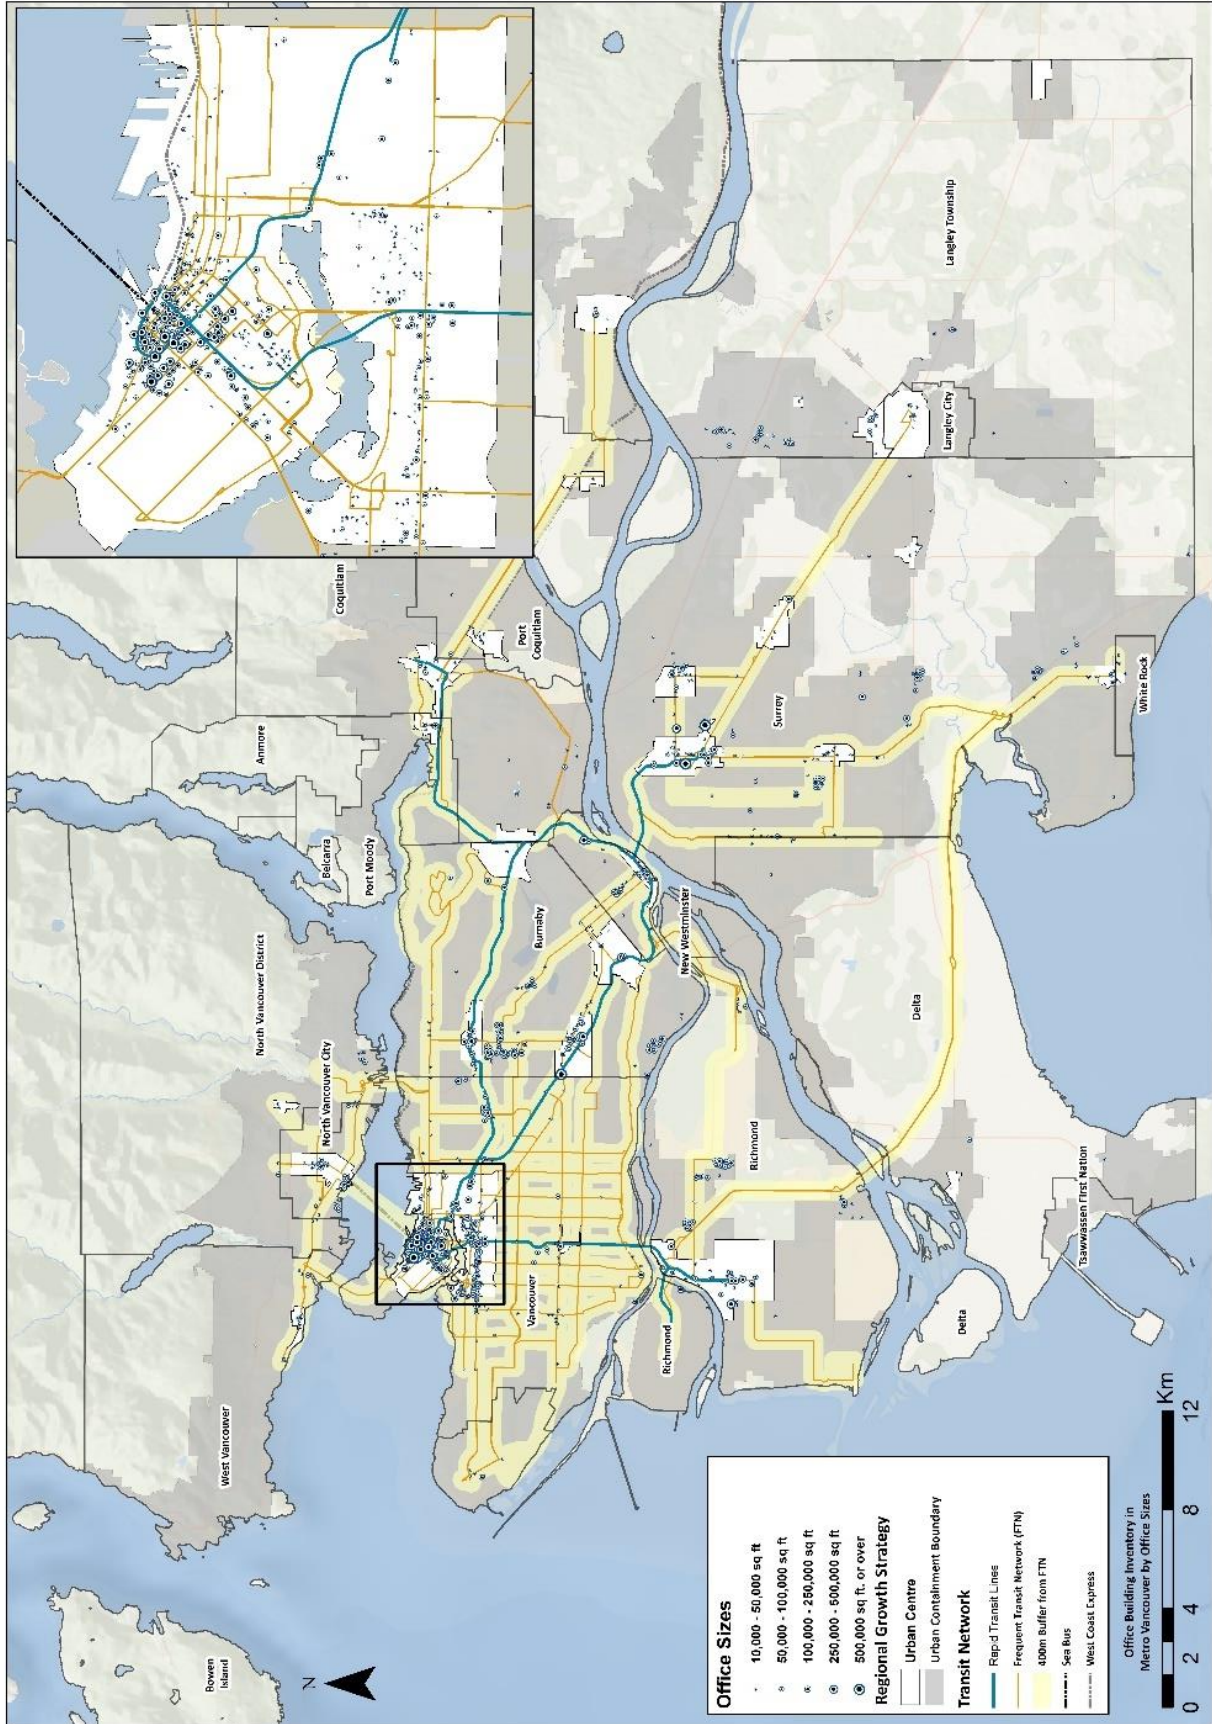 Coquitlam
Anmore
Belcarra
Port Moody
Port
Coquitlam
North Vancouver District
North Vancouver City
West Vancouver
Bowen
Island
Burnaby
New Westminster
Vancouver
Richmond
Richmond
Surrey
Langley Township
Langley City
White Rock
Delta
Delta
Tsawwassen First Nation
N
Office Sizes
10,000 - 50,000 sq ft
50,000 - 100,000 sq ft
100,000 - 250,000 sq ft
250,000 - 500,000 sq ft
500,000 sq ft. or over
Regional Growth Strategy
Urban Centre
Urban Containment Boundary
Transit Network
Rapid Transit Lines
Frequent Transit Network (FTN)
400m Buffer from FTN
Sea Bus
West Coast Express
Office Building Inventory in
Metro Vancouver by Office Sizes
0 2 4 8 12 Km